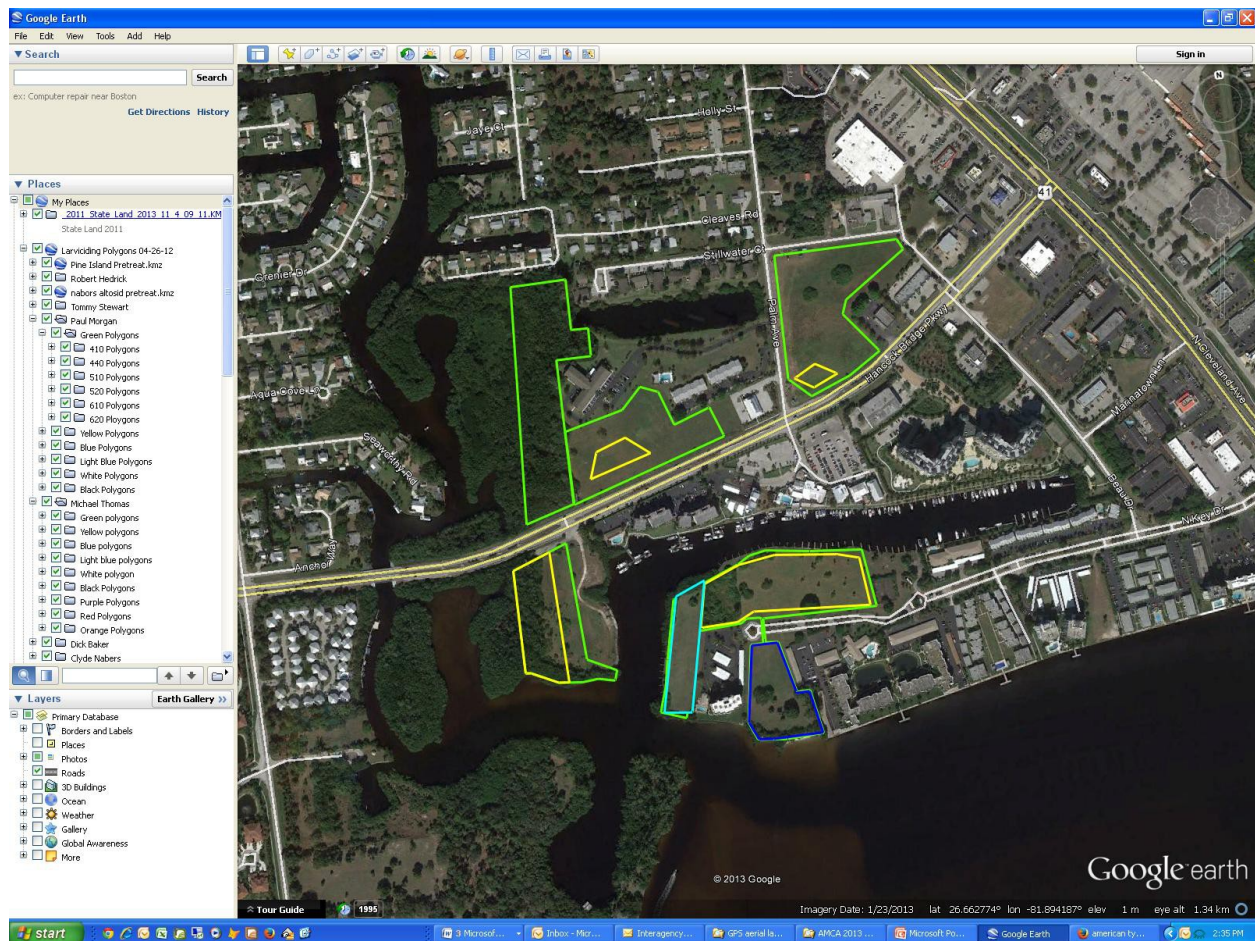 Google Earth
File Edit View Tools Add Help
Search
Search
ex: Computer repair near Boston
Get Directions History
Places
My Places
2011 State Land 2013 11 4 09 11.KM
State Land 2011
Larviciding Polygons 04-26-12
Pine Island Pretreat.kmz
Robert Hedrick
nabors altosid pretreat.kmz
Tommy Stewart
Paul Morgan
Green Polygons
410 Polygons
440 Polygons
510 Polygons
520 Polygons
610 Polygons
620 Ploygons
Yellow Polygons
Blue Polygons
Light Blue Polygons
White Polygons
Black Polygons
Michael Thomas
Green polygons
Yellow polygons
Blue polygons
Light blue polygons
White polygon
Black Polygons
Purple Polygons
Red Polygons
Orange Polygons
Dick Baker
Clyde Nabers
Layers
Earth Gallery >>
Primary Database
Borders and Labels
Places
Photos
Roads
3D Buildings
Ocean
Weather
Gallery
Global Awareness
More
Sign in
N
Jaye Ct
Holly St
41
Cleaves Rd
Stillwater Ct
Grenier Dr
Palm Ave
Hancock Bridge Pkwy
N Cleveland Ave
Marinatown Ln
Aqua Cove Ln
Seaworthy Rd
Beau Dr
N Key Dr
Anchor Way
© 2013 Google
Google earth
Tour Guide
1995
Imagery Date: 1/23/2013 lat 26.662774° lon -81.894187° elev 1 m eye alt 1.34 km
start
3 Microsof...
Inbox - Micr...
Interagency...
GPS aerial la...
AMCA 2013 ...
Microsoft Po...
Google Earth
american ty...
2:35 PM